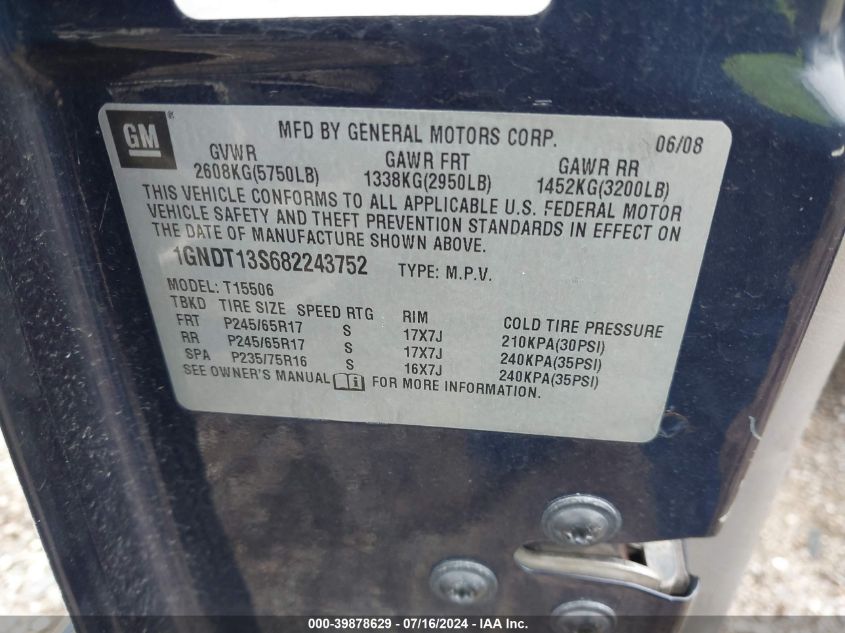 GM ® MFD BY GENERAL MOTORS CORP. 06/08
GVWR GAWR FRT GAWR RR
2608KG(5750LB) 1338KG(2950LB) 1452KG(3200LB)
THIS VEHICLE CONFORMS TO ALL APPLICABLE U.S. FEDERAL MOTOR
VEHICLE SAFETY AND THEFT PREVENTION STANDARDS IN EFFECT ON
THE DATE OF MANUFACTURE SHOWN ABOVE.
1GNDT13S682243752 TYPE: M.P.V.
MODEL: T15506
TBKD TIRE SIZE SPEED RTG RIM COLD TIRE PRESSURE
FRT P245/65R17 S 17X7J 210KPA(30PSI)
RR P245/65R17 S 17X7J 240KPA(35PSI)
SPA P235/75R16 S 16X7J 240KPA(35PSI)
SEE OWNER'S MANUAL i FOR MORE INFORMATION.
000-39878629 - 07/16/2024 - IAA Inc.